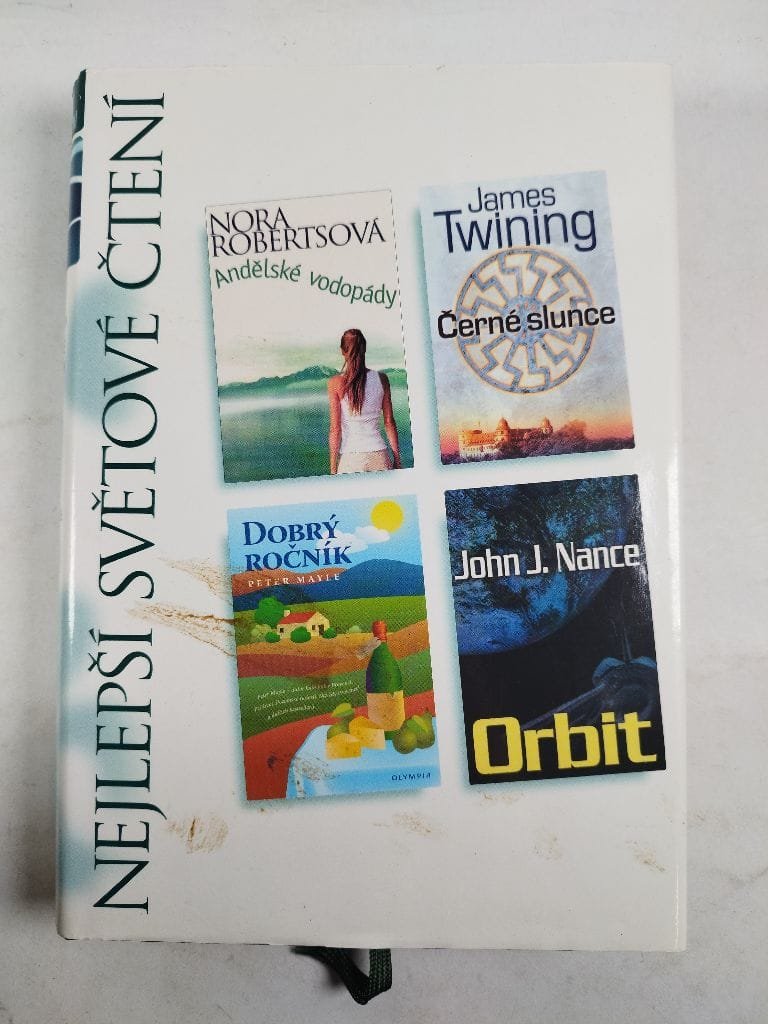 NEJLEPŠÍ SVĚTOVÉ ČTENÍ
NORA
ROBERTSOVÁ
Andělské vodopády
James
Twining
Černé slunce
DOBRÝ
ROČNÍK
PETER MAYLE
OLYMPIA
John J. Nance
Orbit